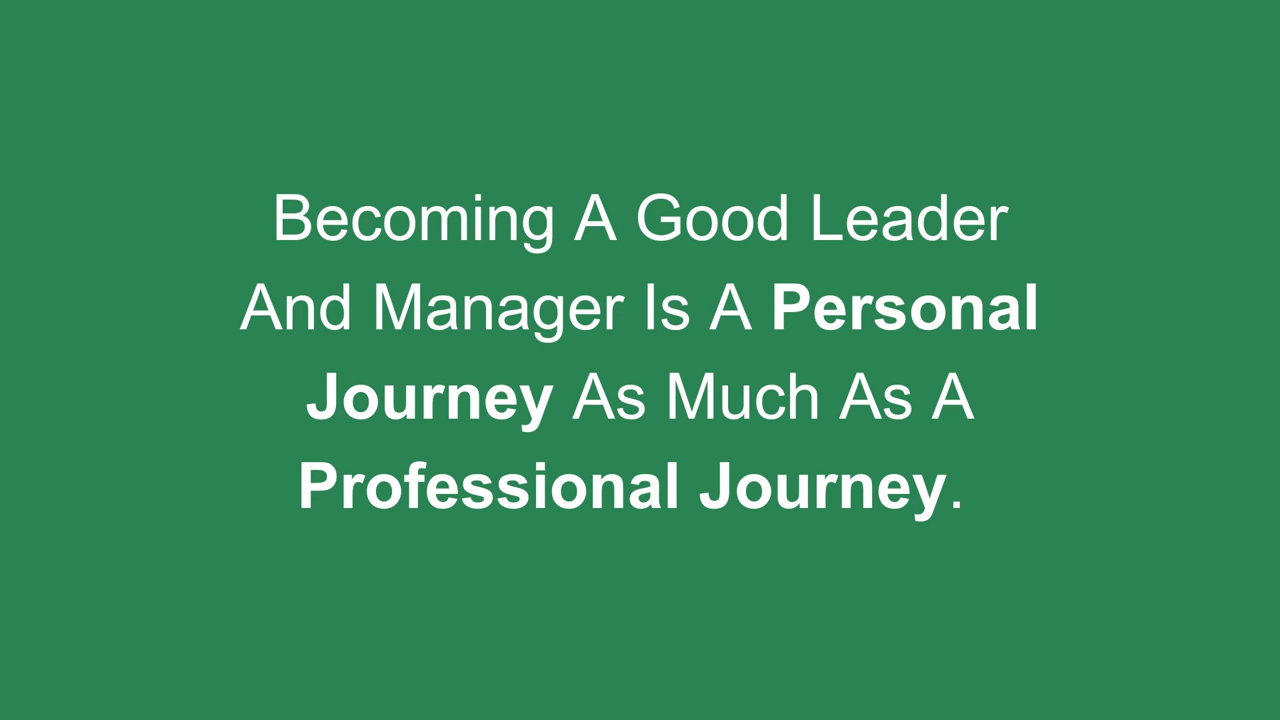 Becoming A Good Leader
And Manager Is A Personal
Journey As Much As A
Professional Journey.